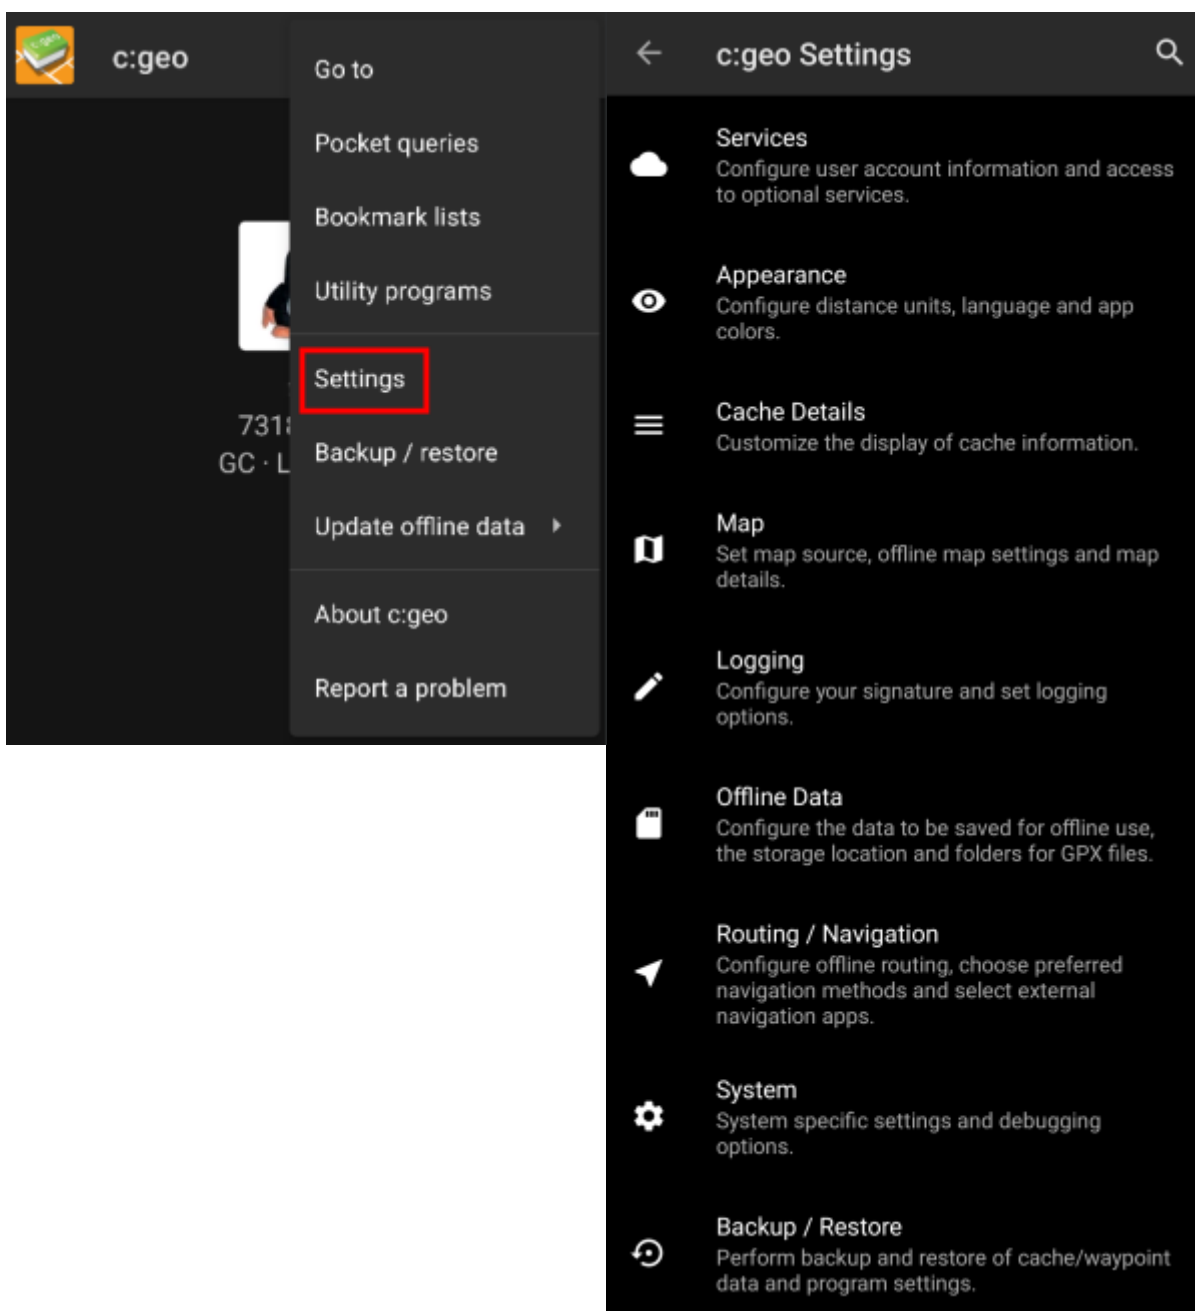 c:geo
Go to
Pocket queries
Bookmark lists
Utility programs
Settings
7318
GC · L
Backup / restore
Update offline data
About c:geo
Report a problem
c:geo Settings
Services
Configure user account information and access
to optional services.
Appearance
Configure distance units, language and app
colors.
Cache Details
Customize the display of cache information.
Map
Set map source, offline map settings and map
details.
Logging
Configure your signature and set logging
options.
Offline Data
Configure the data to be saved for offline use,
the storage location and folders for GPX files.
Routing / Navigation
Configure offline routing, choose preferred
navigation methods and select external
navigation apps.
System
System specific settings and debugging
options.
Backup / Restore
Perform backup and restore of cache/waypoint
data and program settings.